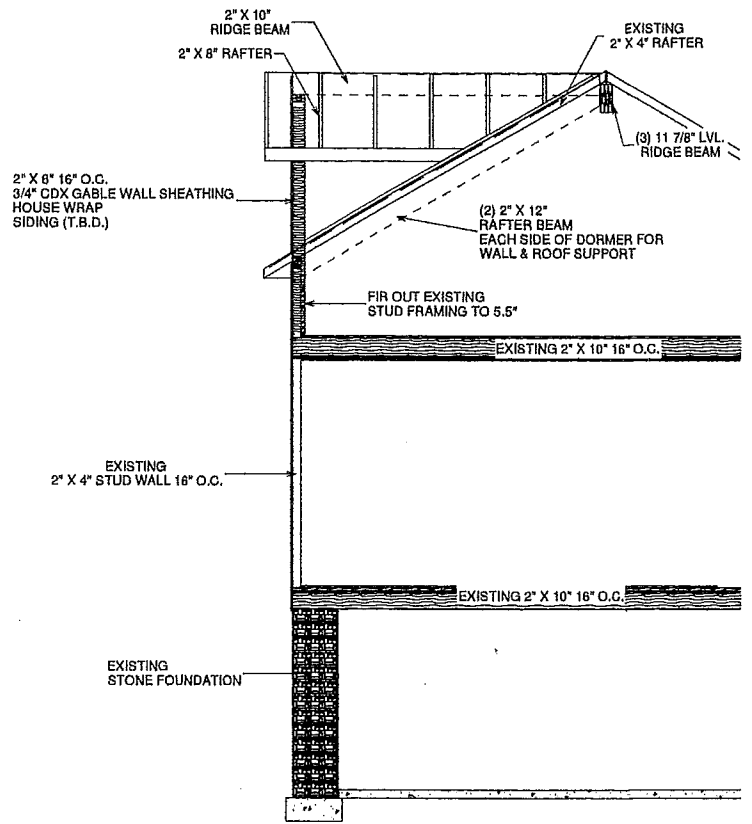 2" X 10"
RIDGE BEAM
2" X 8" RAFTER
EXISTING
2" X 4" RAFTER
(3) 11 7/8" LVL.
RIDGE BEAM
2" X 6" 16" O.C.
3/4" CDX GABLE WALL SHEATHING
HOUSE WRAP
SIDING (T.B.D.)
(2) 2" X 12"
RAFTER BEAM
EACH SIDE OF DORMER FOR
WALL & ROOF SUPPORT
FIR OUT EXISTING
STUD FRAMING TO 5.5"
EXISTING 2" X 10" 16" O.C.
EXISTING
2" X 4" STUD WALL 16" O.C.
EXISTING 2" X 10" 16" O.C.
EXISTING
STONE FOUNDATION